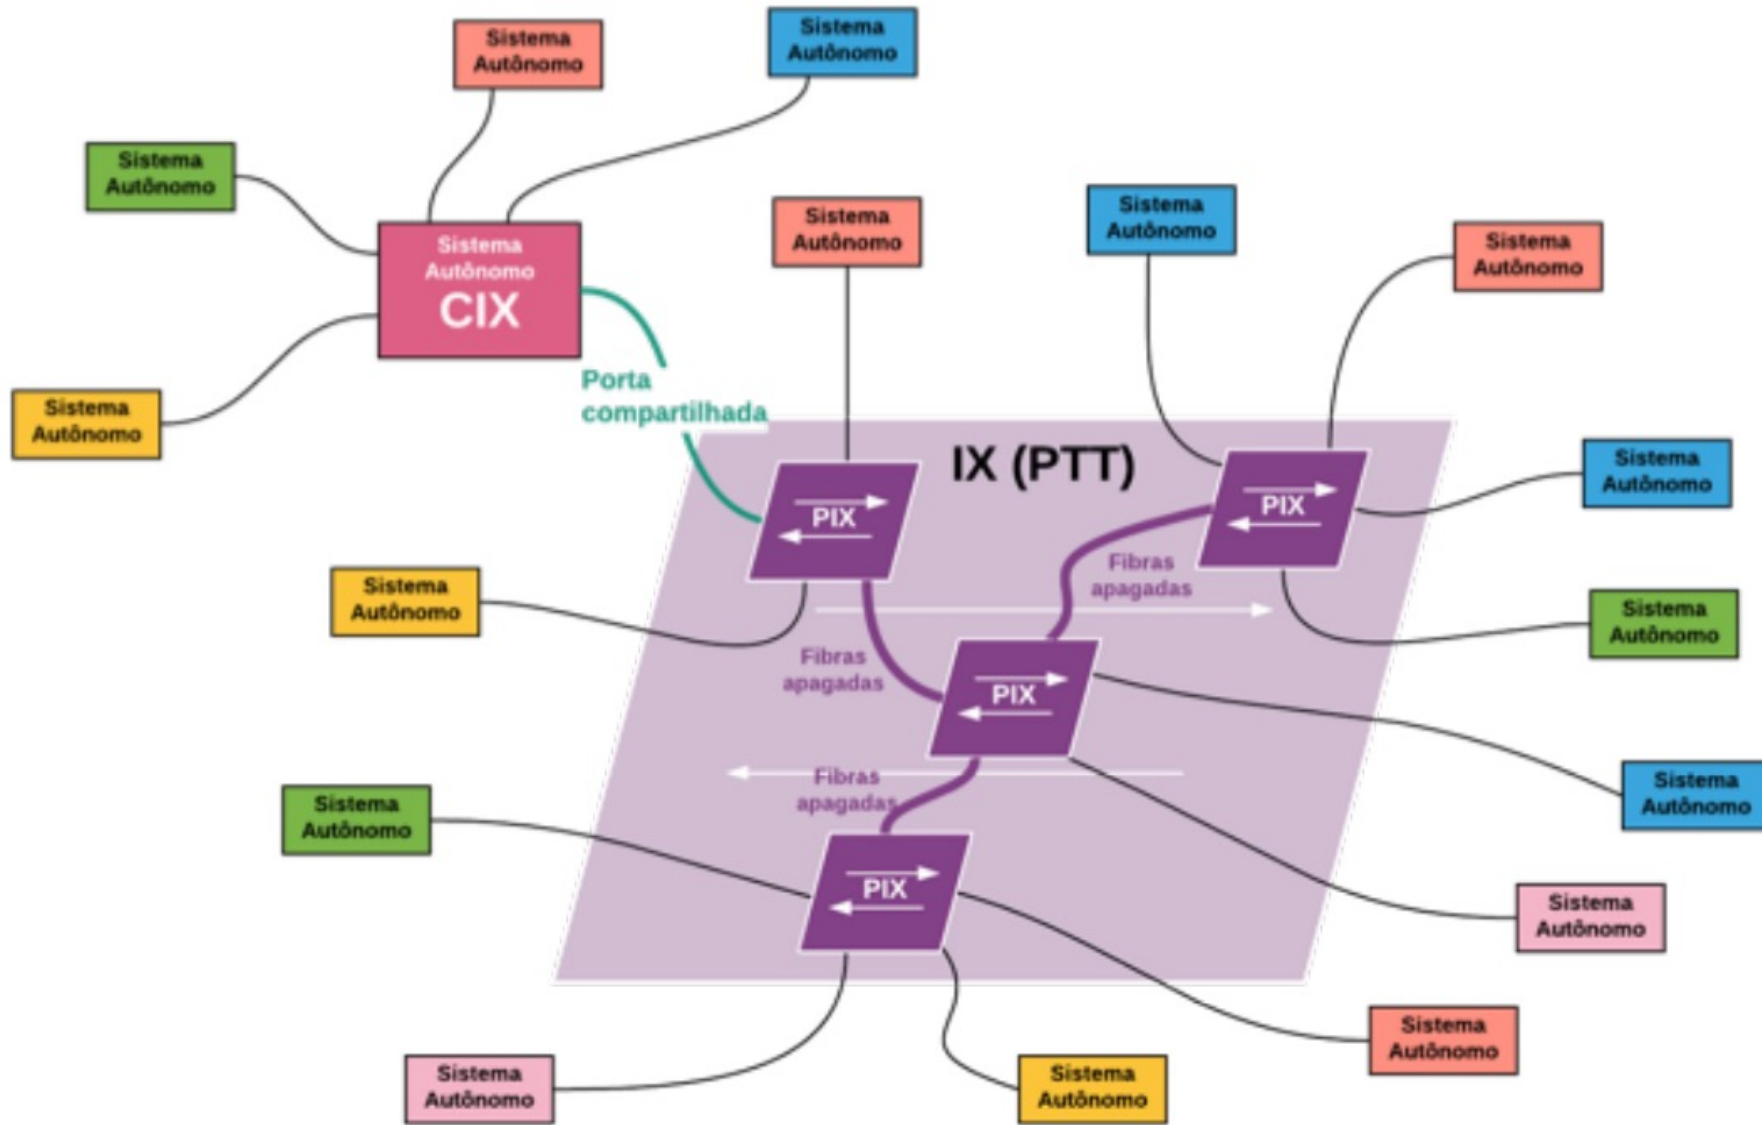 Sistema
Autônomo
Sistema
Autônomo
Sistema
Autônomo
Sistema
Autônomo
CIX
Sistema
Autônomo
Porta
compartilhada
Sistema
Autônomo
Sistema
Autônomo
Sistema
Autônomo
IX (PTT)
PIX
PIX
Sistema
Autônomo
Fibras
apagadas
Sistema
Autônomo
Sistema
Autônomo
Fibras
apagadas
PIX
Fibras
apagadas
Sistema
Autônomo
Sistema
Autônomo
PIX
Sistema
Autônomo
Sistema
Autônomo
Sistema
Autônomo
Sistema
Autônomo